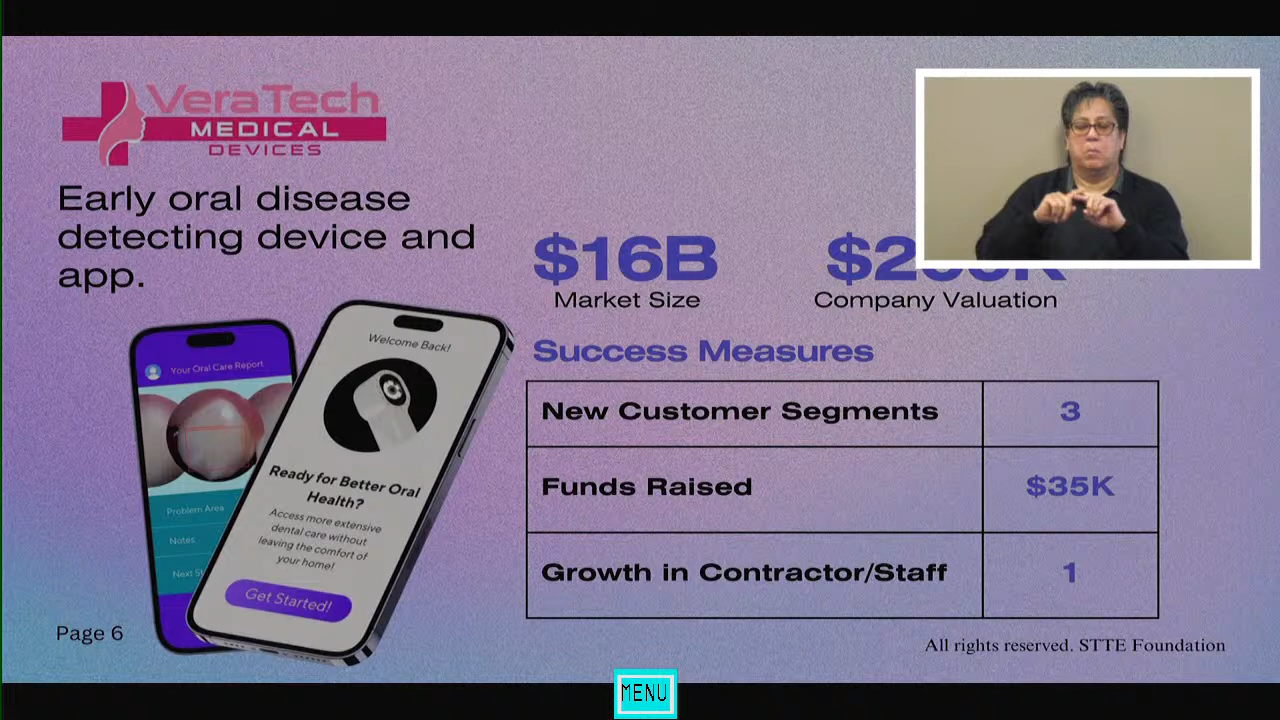 VeraTech
MEDICAL
DEVICES
Early oral disease
detecting device and
app.
$16B
Market Size
Company Valuation
Success Measures
New Customer Segments 3
Funds Raised $35K
Growth in Contractor/Staff 1
Your Oral Care Report
Problem Area
Notes
Next
Welcome Back!
Ready for Better Oral
Health?
Access more extensive
dental care without
leaving the comfort of
your home!
Get Started!
Page 6
All rights reserved. STTE Foundation
MENU